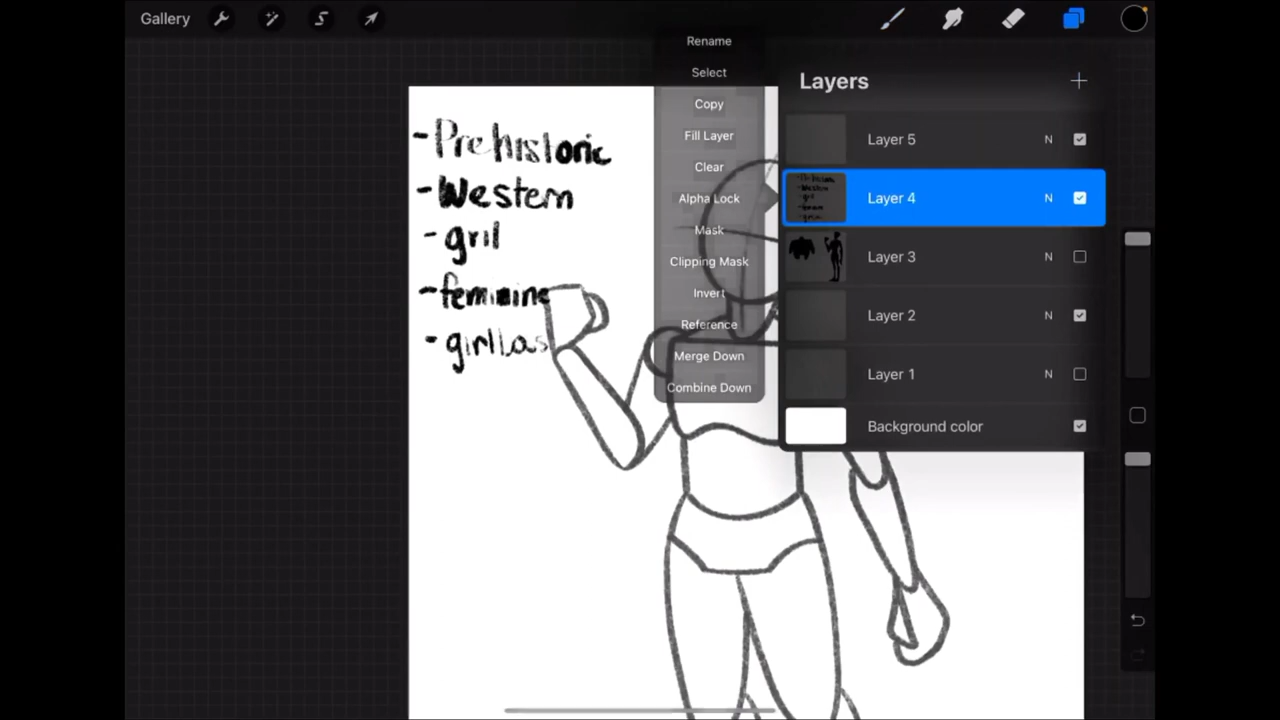 Gallery
Rename
Select
Copy
Fill Layer
Clear
Alpha Lock
Mask
Clipping Mask
Invert
Reference
Merge Down
Combine Down
Layers
Layer 5 N
Layer 4 N
Layer 3 N
Layer 2 N
Layer 1 N
Background color
-Prehistoric
-Western
-gril
-feminine
-girlLas